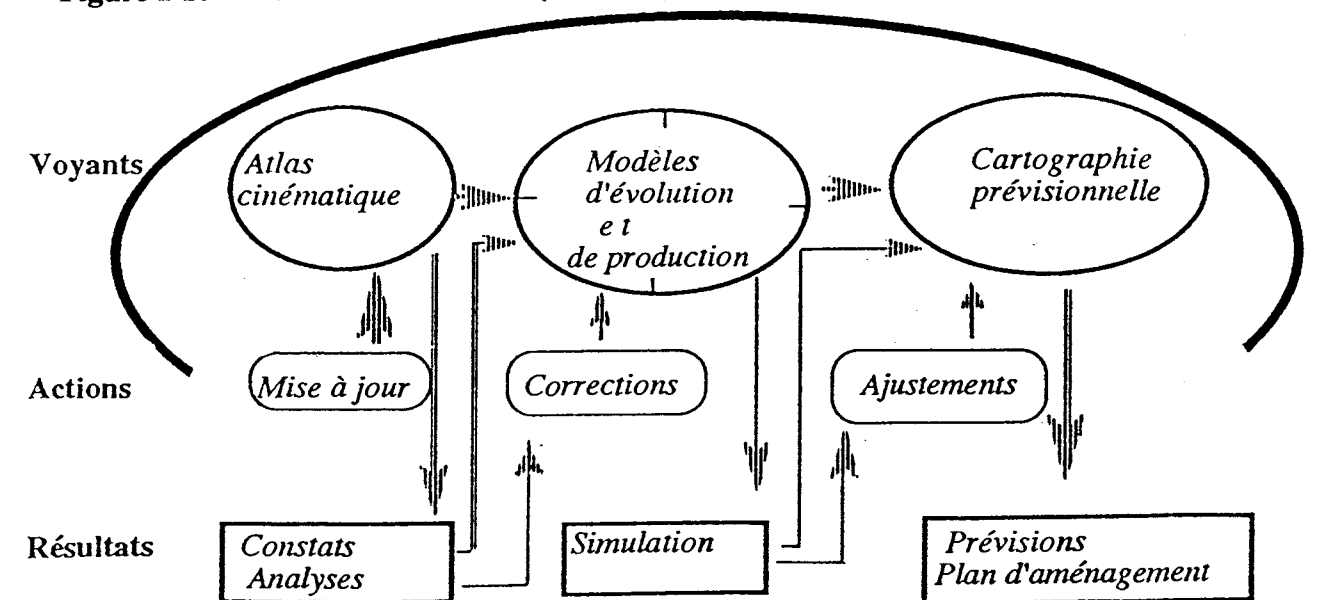 Voyants
Atlas
cinématique
Modèles
d'évolution
e t
de production
Cartographie
prévisionnelle
Actions
Mise à jour
Corrections
Ajustements
Résultats
Constats
Analyses
Simulation
Prévisions
Plan d'aménagement